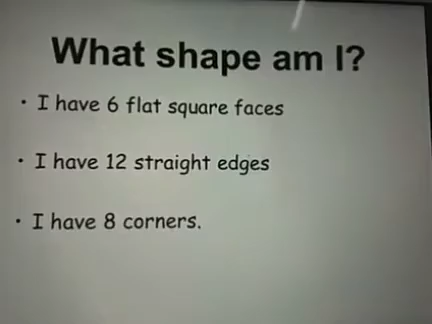 What shape am I?
• I have 6 flat square faces
• I have 12 straight edges
• I have 8 corners.